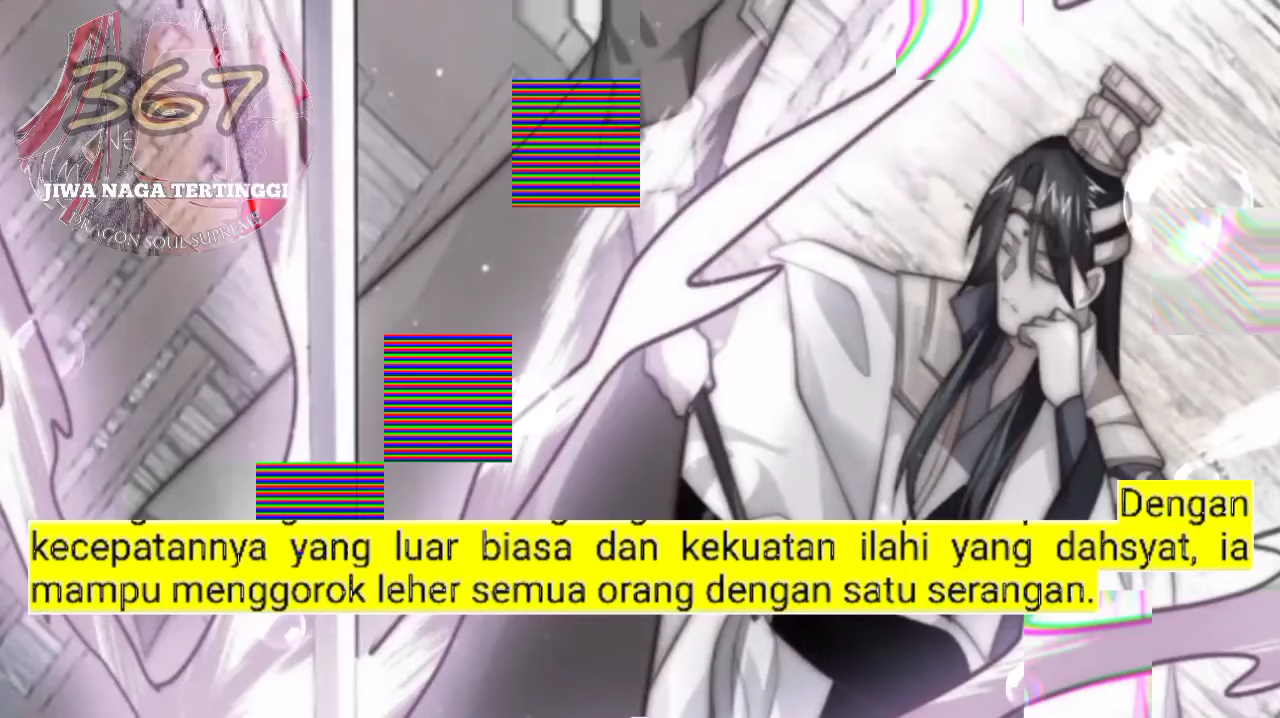 367
JIWA NAGA TERTINGGI
DRAGON SOUL SUPREME
Dengan
kecepatannya yang luar biasa dan kekuatan ilahi yang dahsyat, ia
mampu menggorok leher semua orang dengan satu serangan.